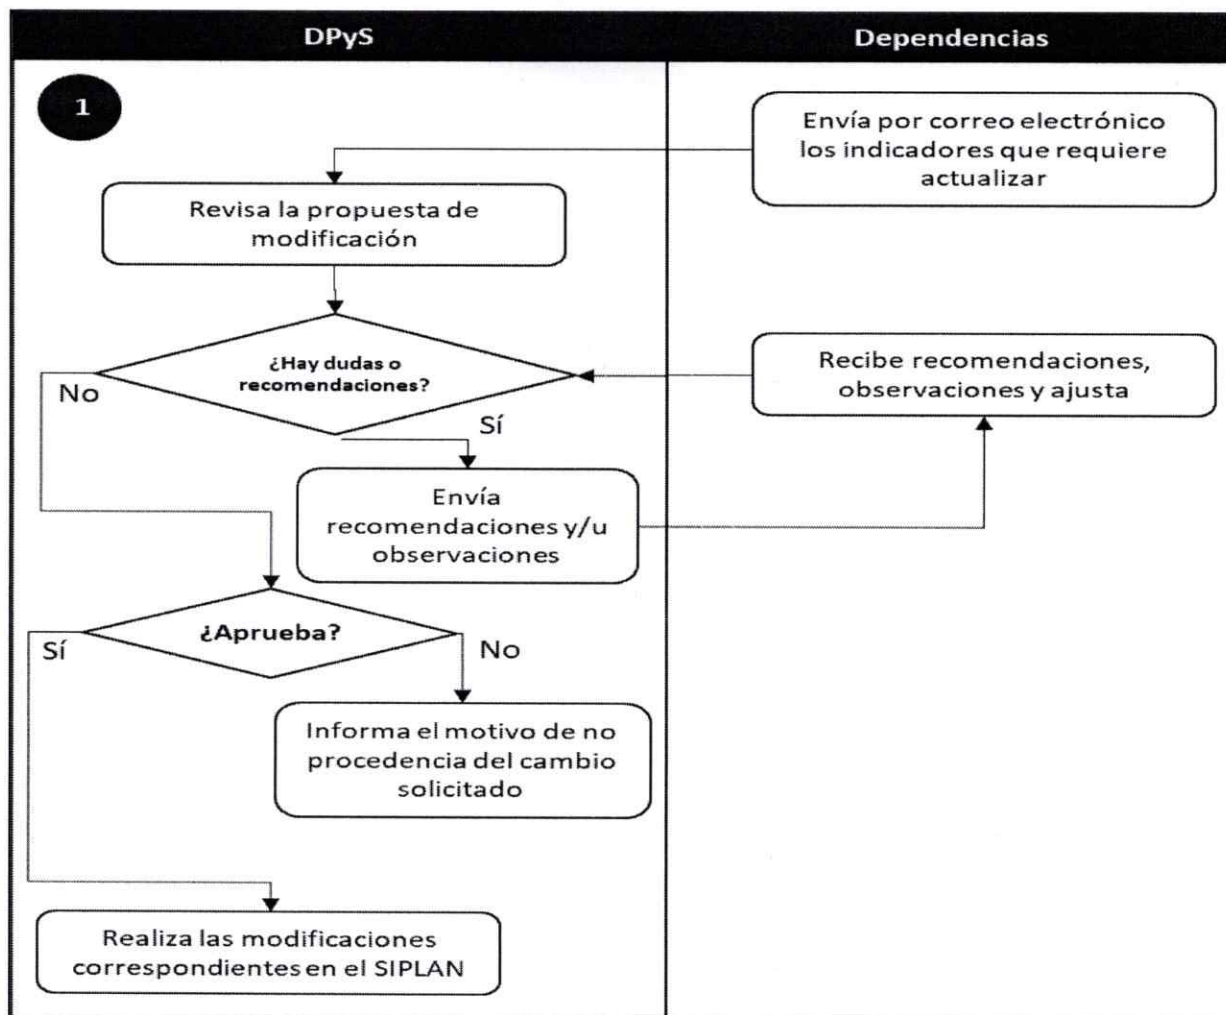 DPyS
Dependencias
1
Envía por correo electrónico
los indicadores que requiere
actualizar
Revisa la propuesta de
modificación
¿Hay dudas o
recomendaciones?
Recibe recomendaciones,
observaciones y ajusta
No
Sí
Envía
recomendaciones y/u
observaciones
¿Aprueba?
Sí
No
Informa el motivo de no
procedencia del cambio
solicitado
Realiza las modificaciones
correspondientes en el SIPLAN